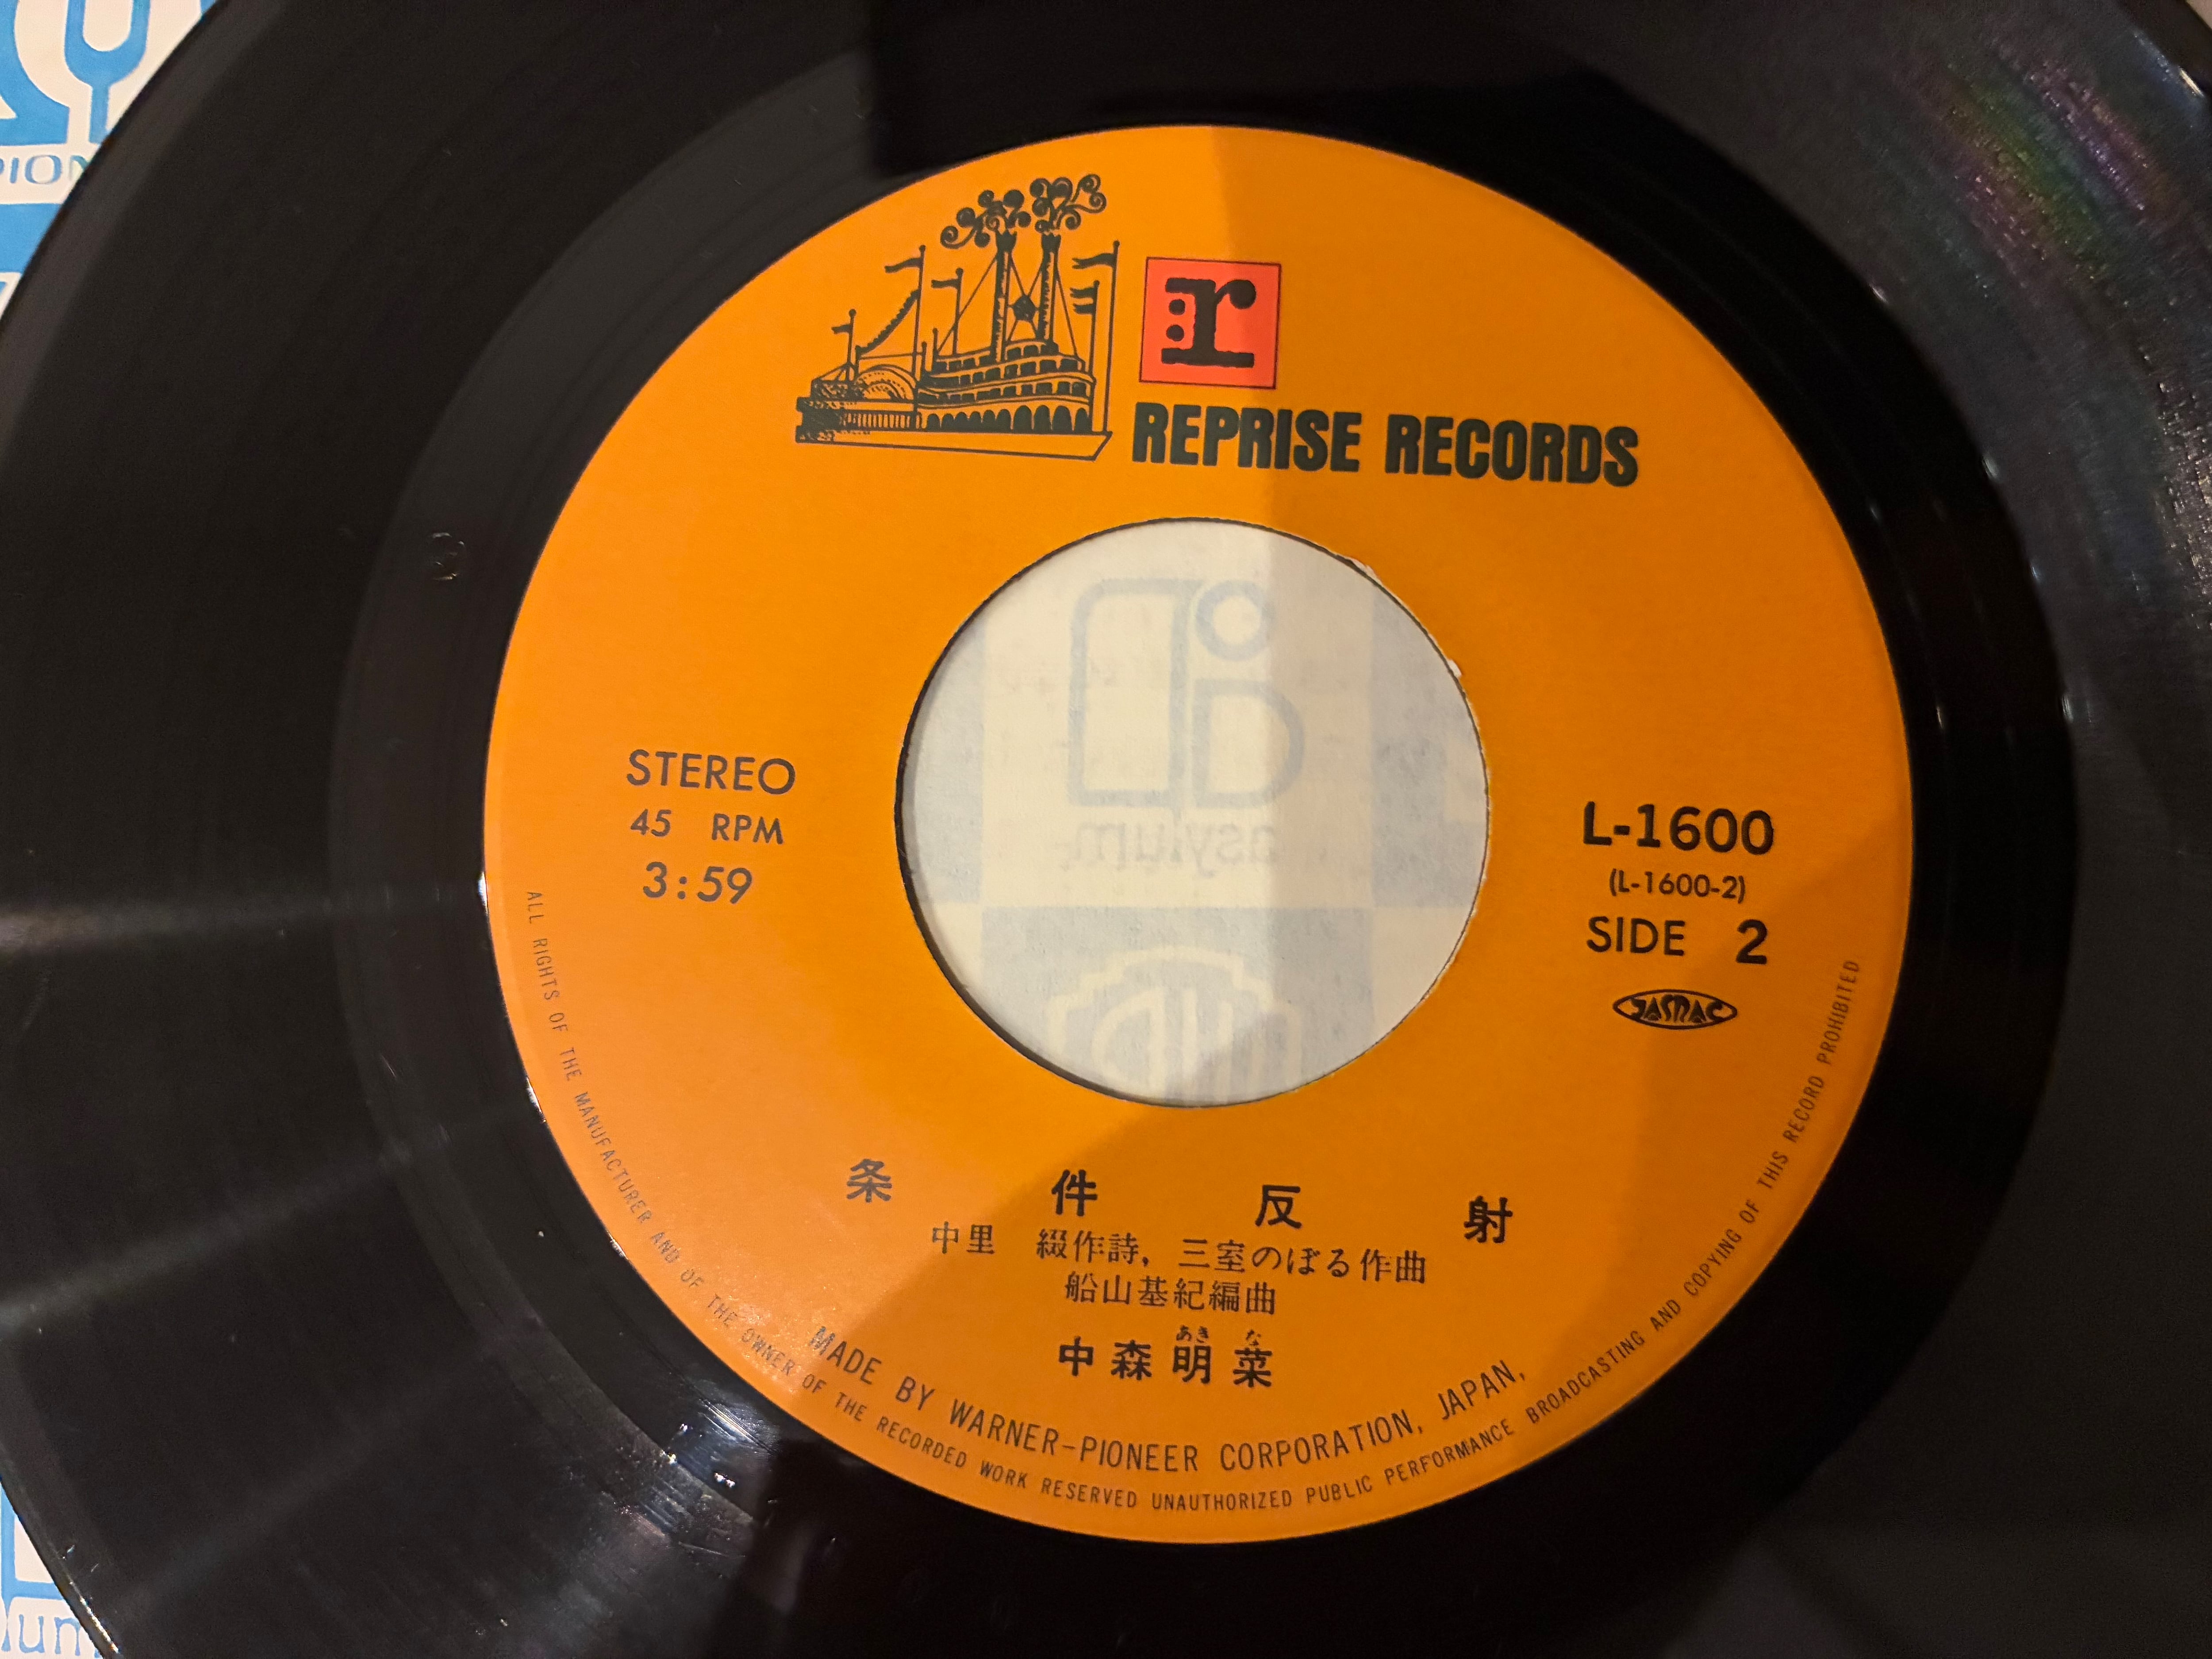 r
REPRISE RECORDS
STEREO
45 RPM
3:59
L-1600
(L-1600-2)
SIDE 2
JASRAC
条件反射
中里 綴作詩, 三室のぼる作曲
船山基紀編曲
あき な
中森明菜
MADE BY WARNER-PIONEER CORPORATION, JAPAN,
ALL RIGHTS OF THE MANUFACTURER AND OF THE OWNER OF THE RECORDED WORK RESERVED UNAUTHORIZED PUBLIC PERFORMANCE BROADCASTING AND COPYING OF THIS RECORD PROHIBITED
asylum